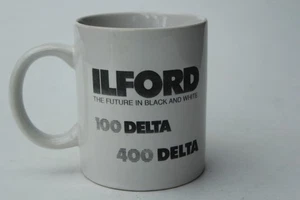 ILFORD
THE FUTURE IN BLACK AND WHITE
100 DELTA
400 DELTA